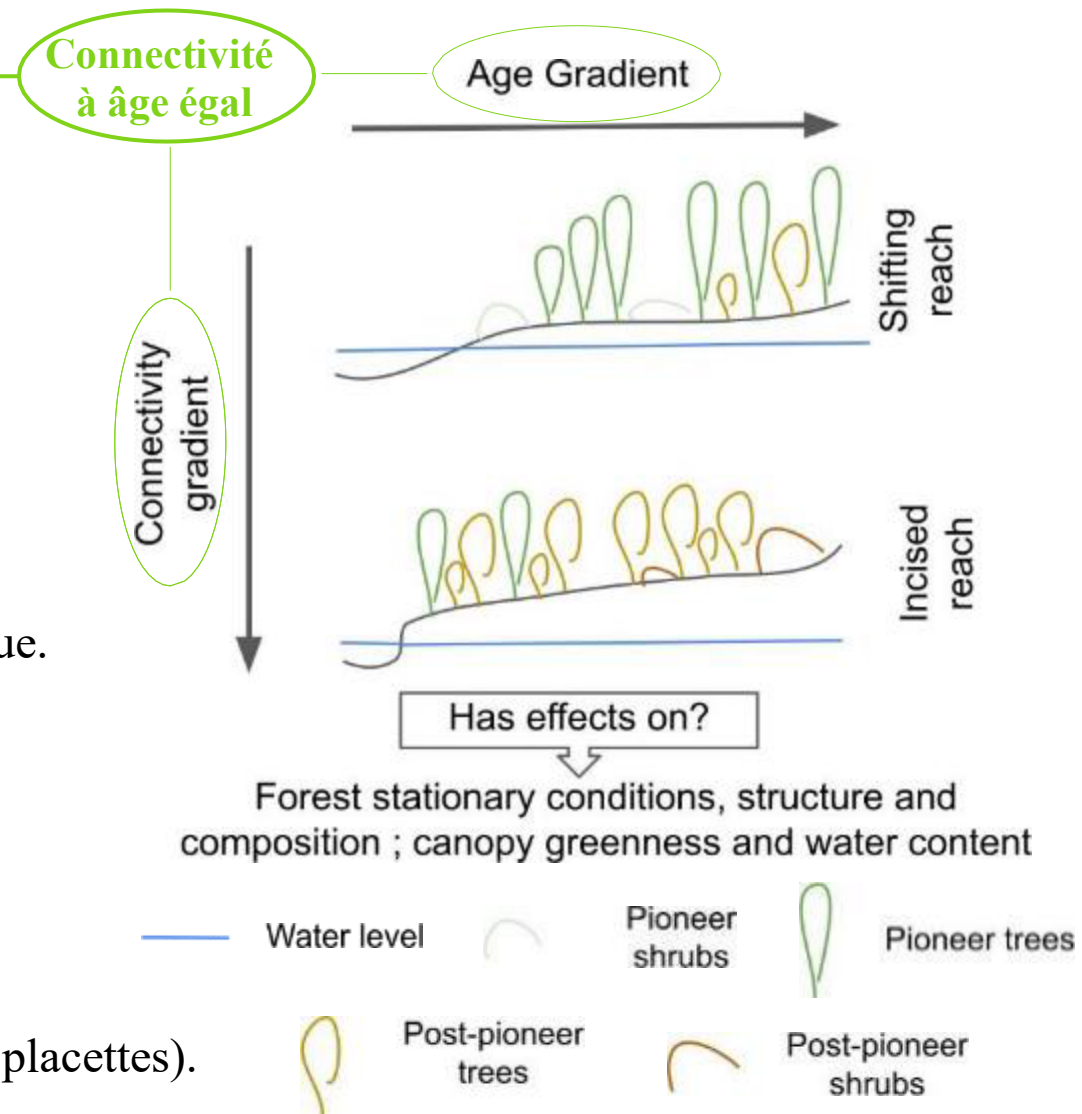 Connectivité
à âge égal
Age Gradient
Shifting
reach
Connectivity
gradient
Incised
reach
ue.
Has effects on?
Forest stationary conditions, structure and
composition ; canopy greenness and water content
Water level
Pioneer
shrubs
Pioneer trees
placettes).
Post-pioneer
trees
Post-pioneer
shrubs